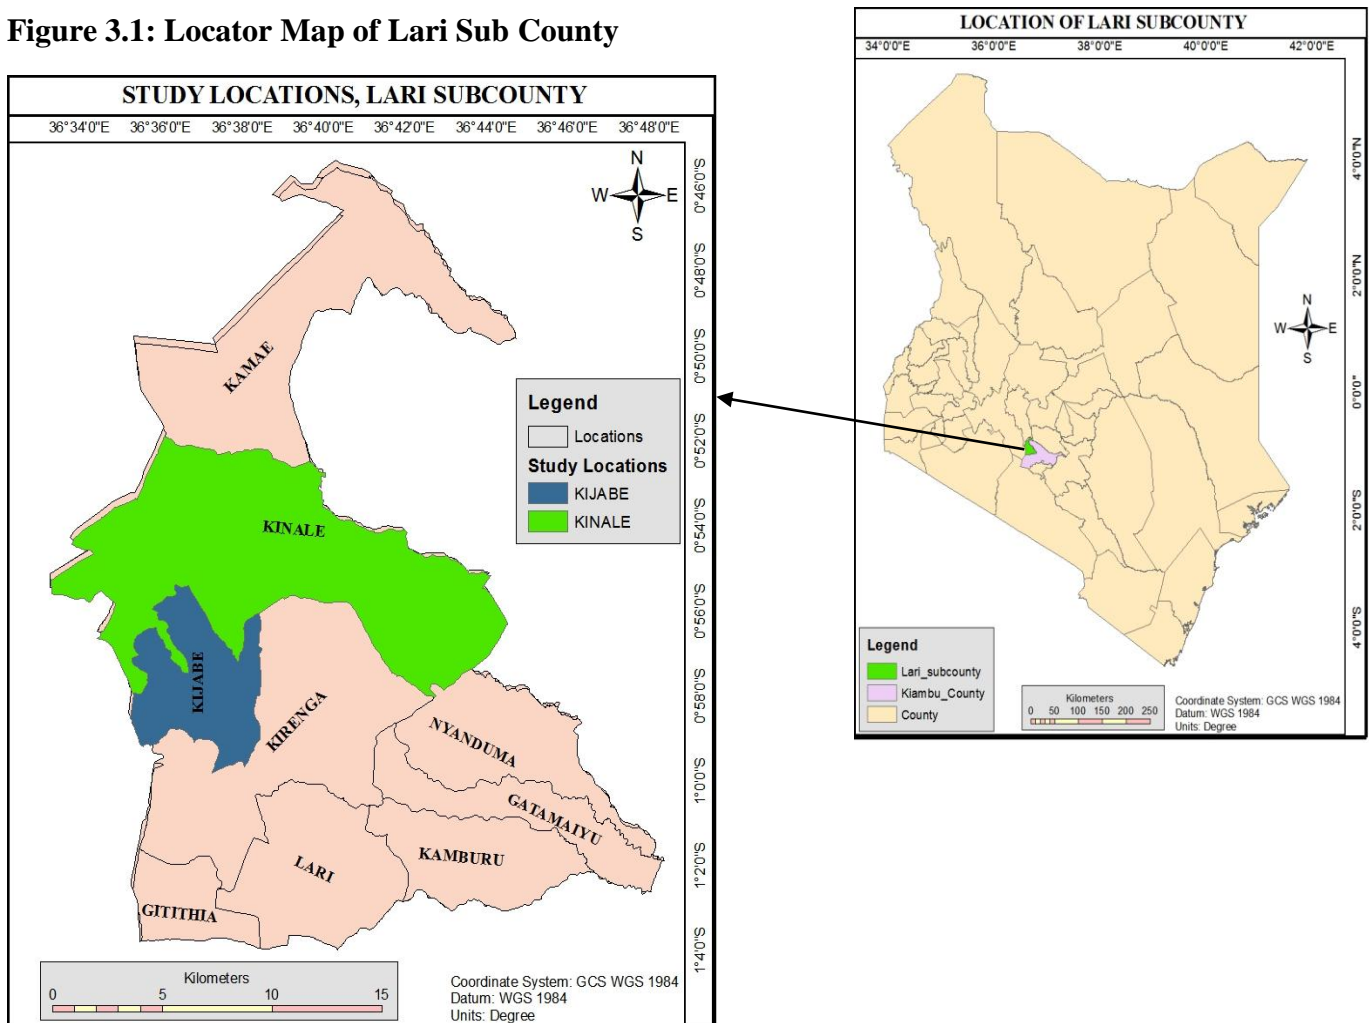 Figure 3.1: Locator Map of Lari Sub County
STUDY LOCATIONS, LARI SUBCOUNTY
36°34'0"E 36°36'0"E 36°38'0"E 36°40'0"E 36°42'0"E 36°44'0"E 36°46'0"E 36°48'0"E
N
W E
S
0°46'0"S
0°48'0"S
0°50'0"S
0°52'0"S
0°54'0"S
0°56'0"S
0°58'0"S
1°0'0"S
1°2'0"S
1°4'0"S
KAMAE
KINALE
KIJABE
KIRENGA
NYANDUMA
GATAMAIYU
KAMBURU
LARI
GITITHIA
Legend
Locations
Study Locations
KIJABE
KINALE
Kilometers
0 5 10 15
Coordinate System: GCS WGS 1984
Datum: WGS 1984
Units: Degree
LOCATION OF LARI SUBCOUNTY
34°0'0"E 36°0'0"E 38°0'0"E 40°0'0"E 42°0'0"E
4°0'0"N
2°0'0"N
0°0'0"
2°0'0"S
4°0'0"S
N
W E
S
Legend
Lari_subcounty
Kiambu_County
County
Kilometers
0 50 100 150 200 250
Coordinate System: GCS WGS 1984
Datum: WGS 1984
Units: Degree